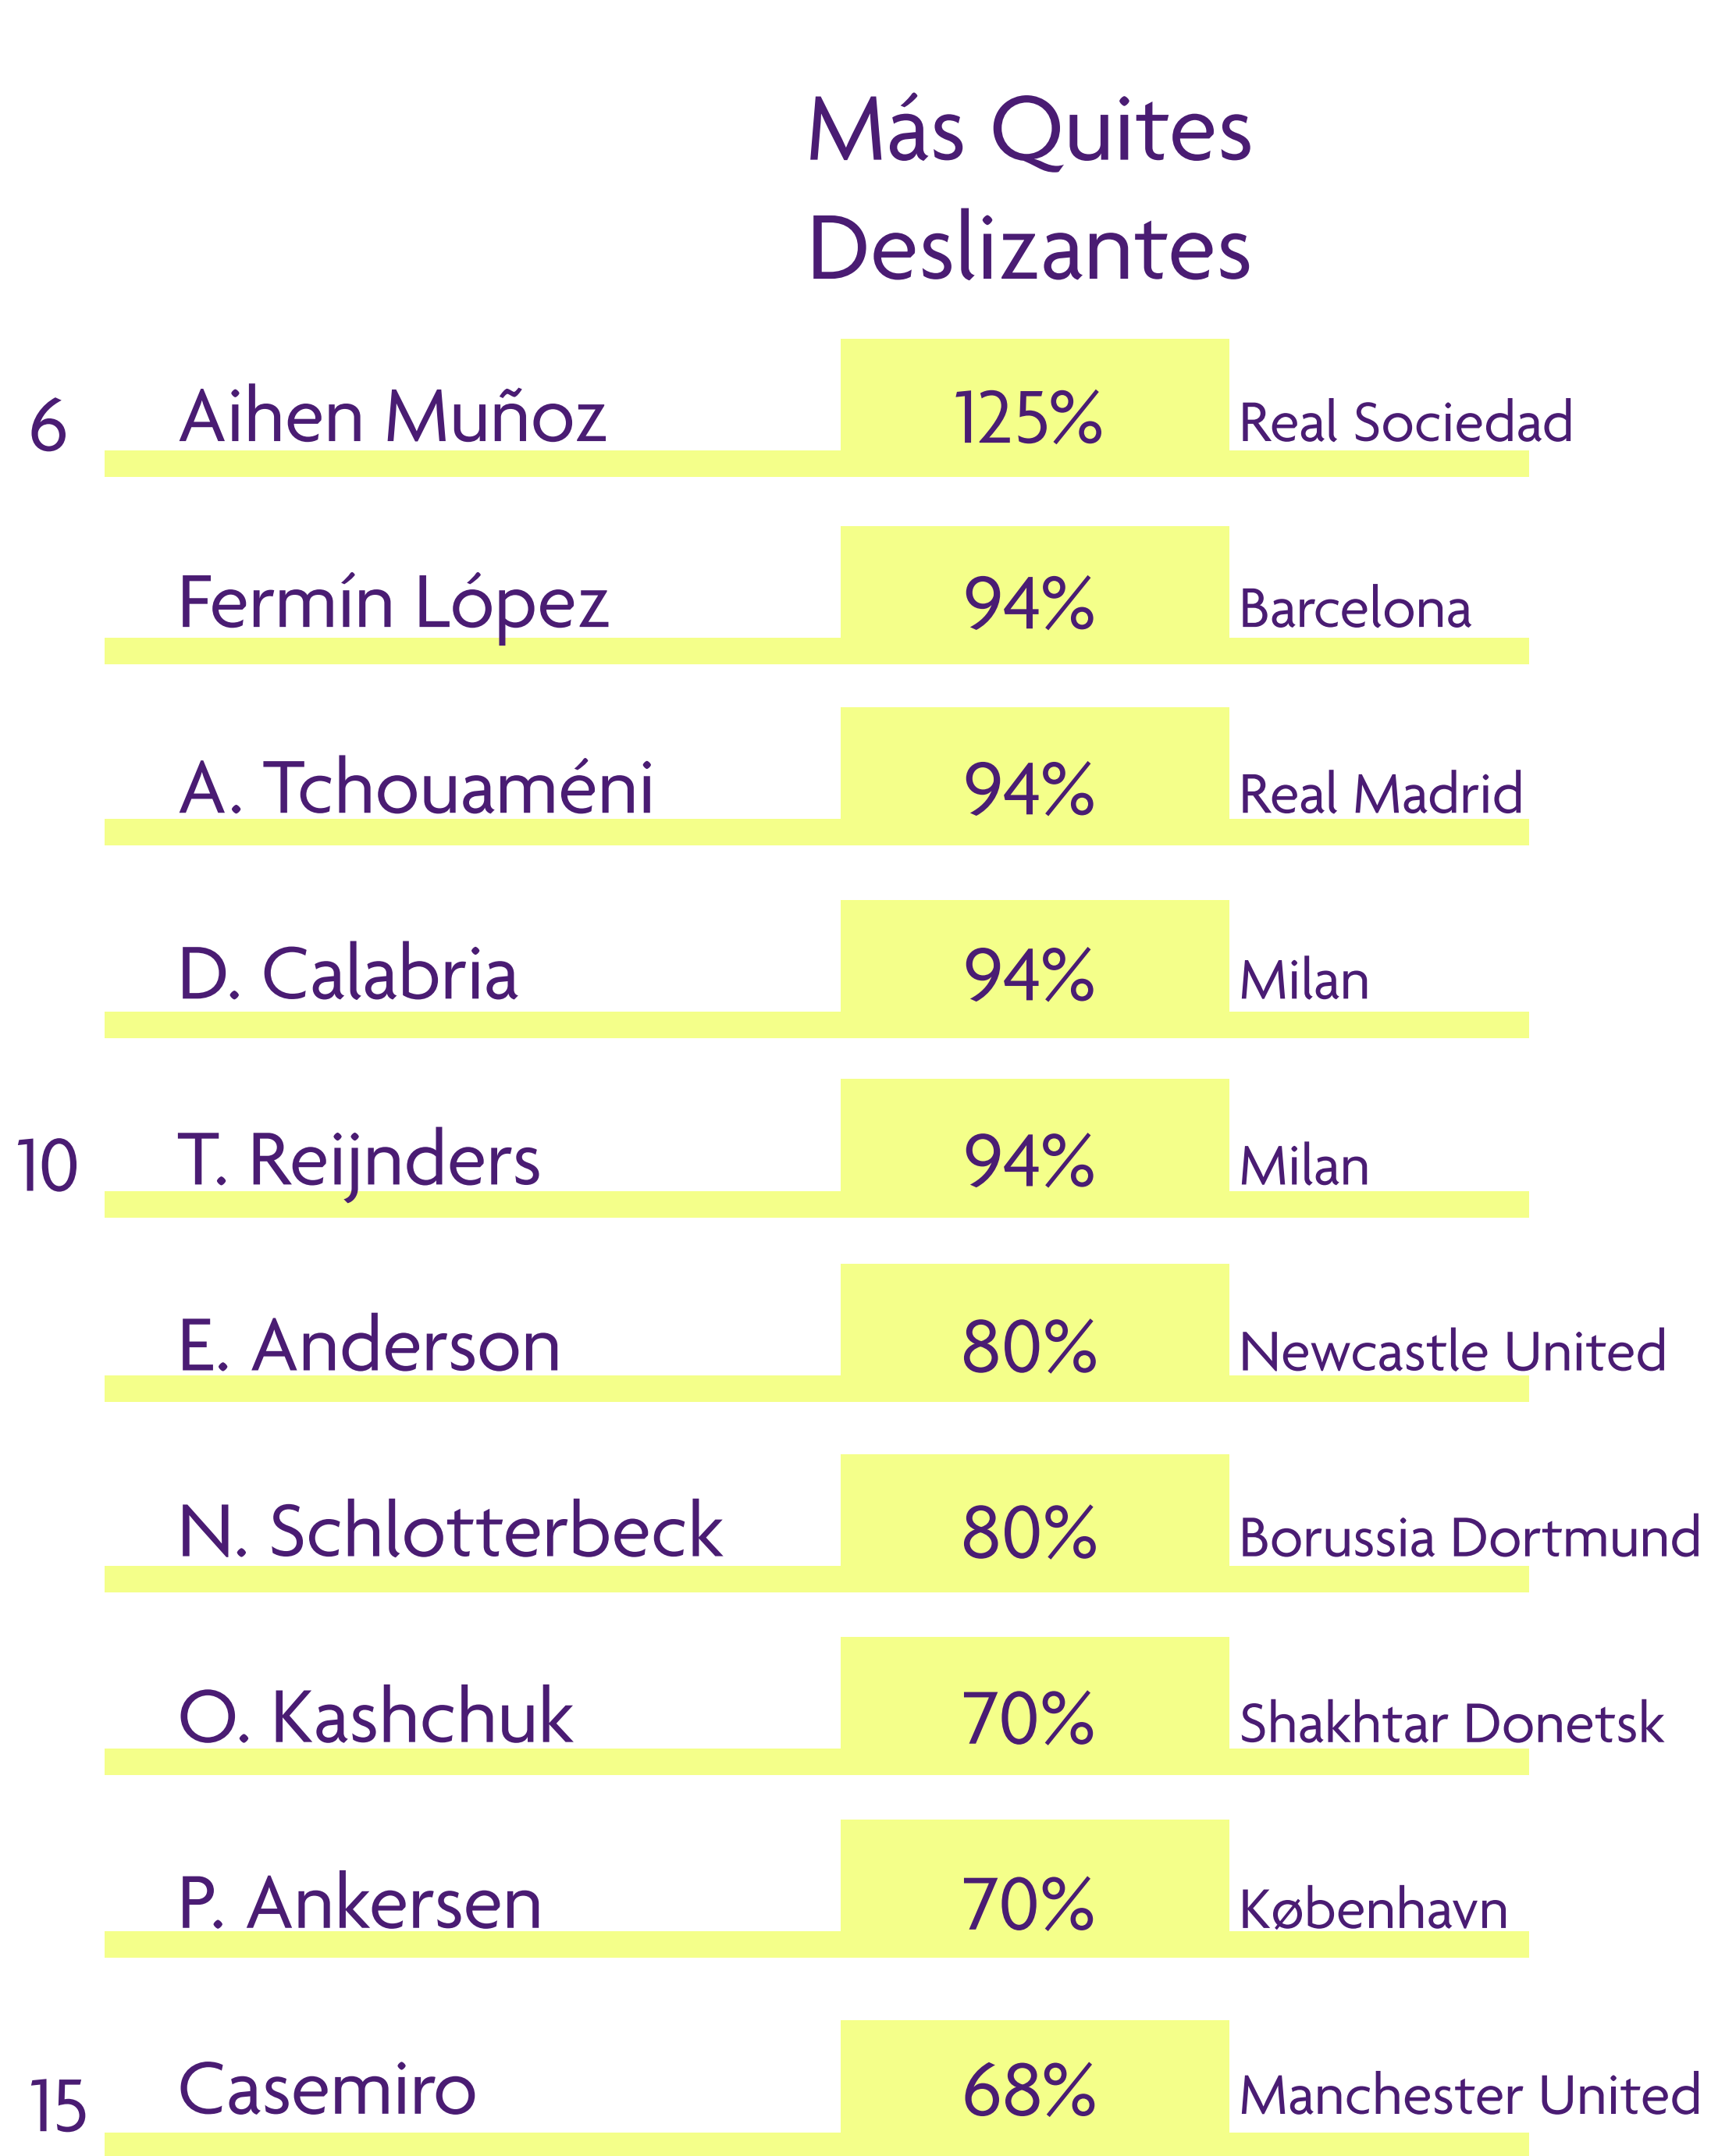 Más Quites
Deslizantes
6 Aihen Muñoz 125% Real Sociedad
Fermín López 94% Barcelona
A. Tchouaméni 94% Real Madrid
D. Calabria 94% Milan
10 T. Reijnders 94% Milan
E. Anderson 80% Newcastle United
N. Schlotterbeck 80% Borussia Dortmund
O. Kashchuk 70% Shakhtar Donetsk
P. Ankersen 70% København
15 Casemiro 68% Manchester United